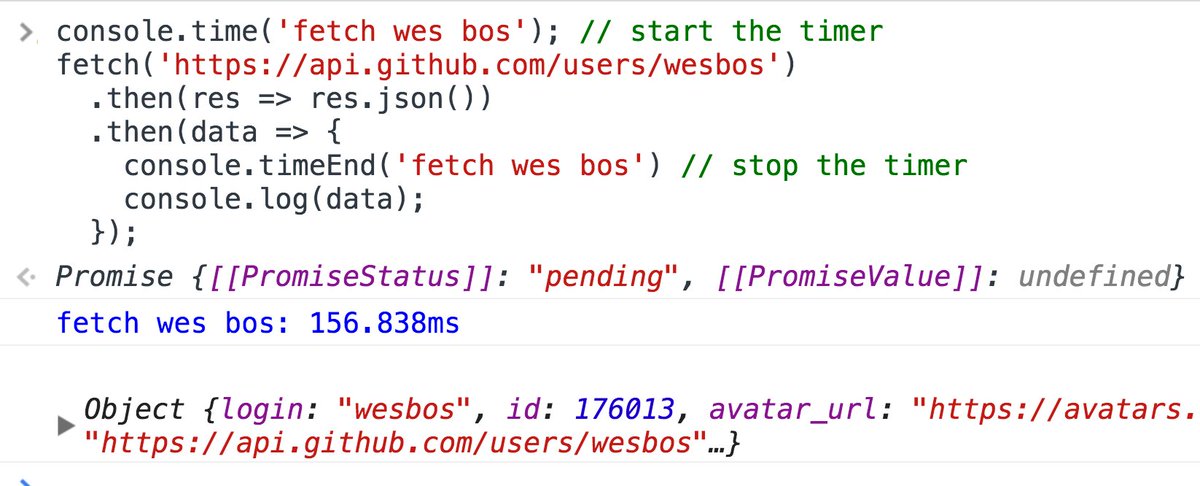 console.time('fetch wes bos'); // start the timer
fetch('https://api.github.com/users/wesbos')
  .then(res => res.json())
  .then(data => {
    console.timeEnd('fetch wes bos') // stop the timer
    console.log(data);
  });
Promise {[[PromiseStatus]]: "pending", [[PromiseValue]]: undefined}
fetch wes bos: 156.838ms
Object {login: "wesbos", id: 176013, avatar_url: "https://avatars.
"https://api.github.com/users/wesbos"…}